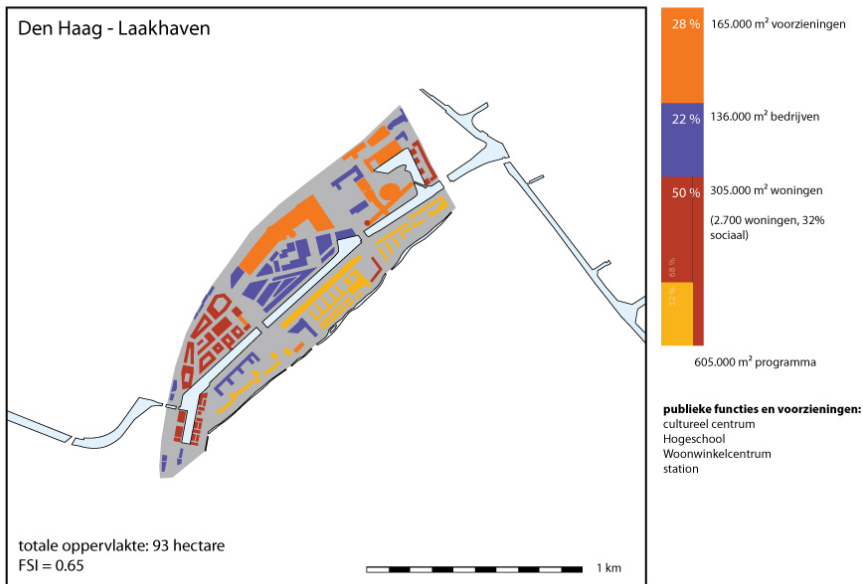 Den Haag - Laakhaven
28 % 165.000 m² voorzieningen
22 % 136.000 m² bedrijven
50 % 305.000 m² woningen
(2.700 woningen, 32%
sociaal)
68 %
32 %
605.000 m² programma
publieke functies en voorzieningen:
cultureel centrum
Hogeschool
Woonwinkelcentrum
station
totale oppervlakte: 93 hectare
FSI = 0.65
1 km